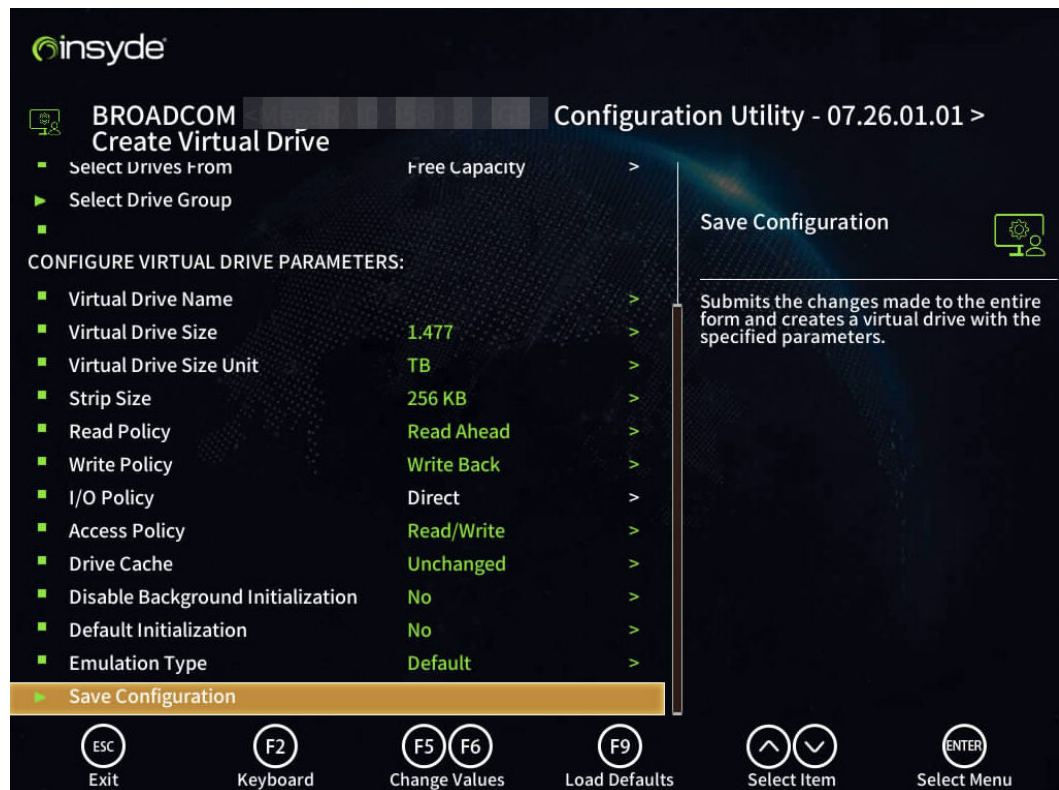 insyde
BROADCOM Configuration Utility - 07.26.01.01 >
Create Virtual Drive
Select Drives From Free Capacity >
Select Drive Group
CONFIGURE VIRTUAL DRIVE PARAMETERS:
Virtual Drive Name >
Virtual Drive Size 1.477 >
Virtual Drive Size Unit TB >
Strip Size 256 KB >
Read Policy Read Ahead >
Write Policy Write Back >
I/O Policy Direct >
Access Policy Read/Write >
Drive Cache Unchanged >
Disable Background Initialization No >
Default Initialization No >
Emulation Type Default >
Save Configuration
Save Configuration
Submits the changes made to the entire
form and creates a virtual drive with the
specified parameters.
ESC F2 F5 F6 F9 ENTER
Exit Keyboard Change Values Load Defaults Select Item Select Menu